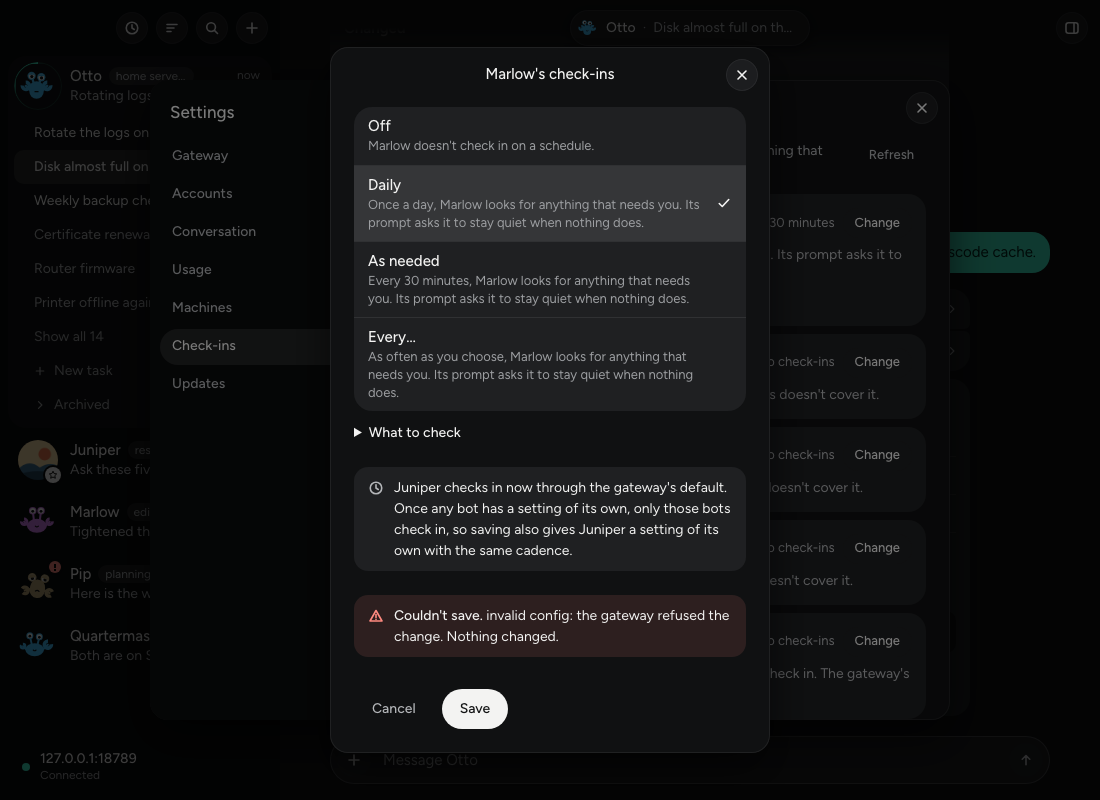 Otto · Disk almost full on th...
Otto home serve... now
Rotating logs
Rotate the logs on
Disk almost full on
Weekly backup che
Certificate renewa
Router firmware
Printer offline again
Show all 14
+ New task
Archived
Juniper res
Ask these fiv
Marlow edi
Tightened th
Pip planning
Here is the w
Quartermas
Both are on S
127.0.0.1:18789
Connected
Settings
Gateway
Accounts
Conversation
Usage
Machines
Check-ins
Updates
Marlow's check-ins
Off
Marlow doesn't check in on a schedule.
Daily
Once a day, Marlow looks for anything that needs you. Its
prompt asks it to stay quiet when nothing does.
As needed
Every 30 minutes, Marlow looks for anything that needs
you. Its prompt asks it to stay quiet when nothing does.
Every...
As often as you choose, Marlow looks for anything that
needs you. Its prompt asks it to stay quiet when nothing
does.
What to check
Juniper checks in now through the gateway's default.
Once any bot has a setting of its own, only those bots
check in, so saving also gives Juniper a setting of its
own with the same cadence.
Couldn't save. invalid config: the gateway refused the
change. Nothing changed.
Cancel Save
hing that
Refresh
30 minutes Change
. Its prompt asks it to
scode cache.
o check-ins Change
s doesn't cover it.
o check-ins Change
doesn't cover it.
o check-ins Change
esn't cover it.
o check-ins Change
heck in. The gateway's
Message Otto